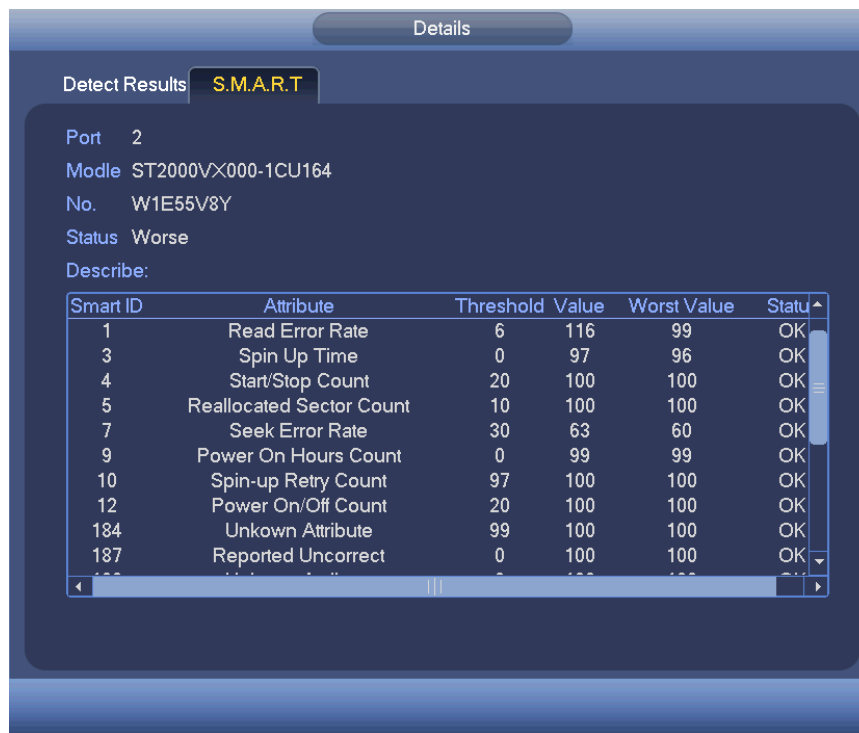 Details
Detect Results S.M.A.R.T
Port 2
Modle ST2000VX000-1CU164
No. W1E55V8Y
Status Worse
Describe:
Smart ID Attribute Threshold Value Worst Value Statu
1 Read Error Rate 6 116 99 OK
3 Spin Up Time 0 97 96 OK
4 Start/Stop Count 20 100 100 OK
5 Reallocated Sector Count 10 100 100 OK
7 Seek Error Rate 30 63 60 OK
9 Power On Hours Count 0 99 99 OK
10 Spin-up Retry Count 97 100 100 OK
12 Power On/Off Count 20 100 100 OK
184 Unkown Attribute 99 100 100 OK
187 Reported Uncorrect 0 100 100 OK